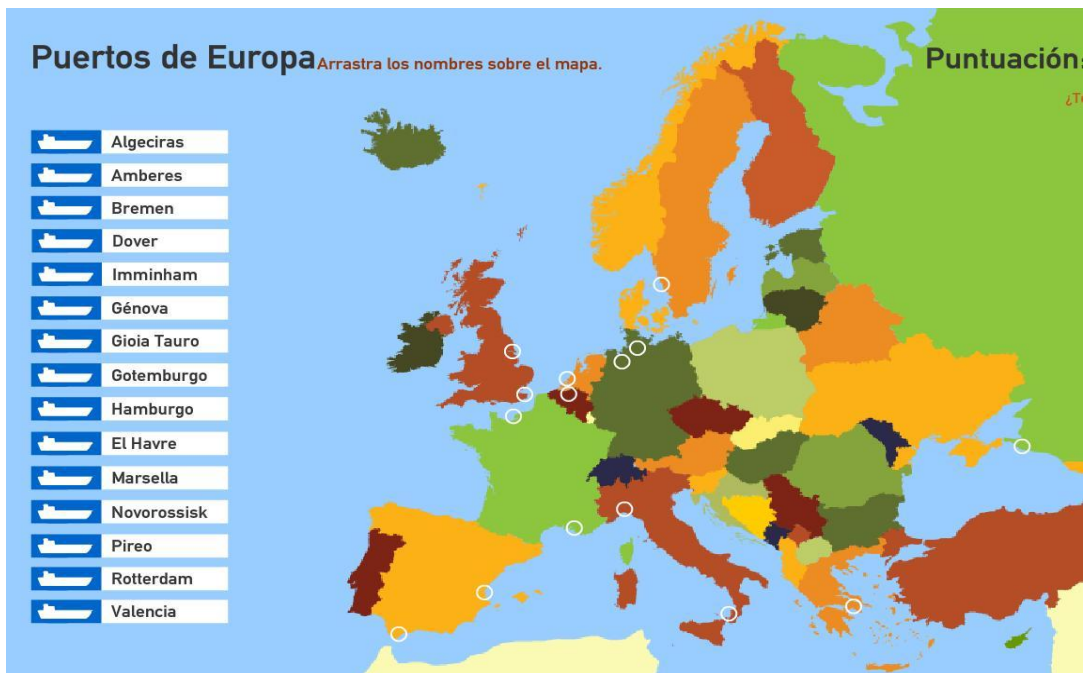 Puertos de Europa Arrastra los nombres sobre el mapa.
Puntuación:
¿T
Algeciras
Amberes
Bremen
Dover
Imminham
Génova
Gioia Tauro
Gotemburgo
Hamburgo
El Havre
Marsella
Novorossisk
Pireo
Rotterdam
Valencia